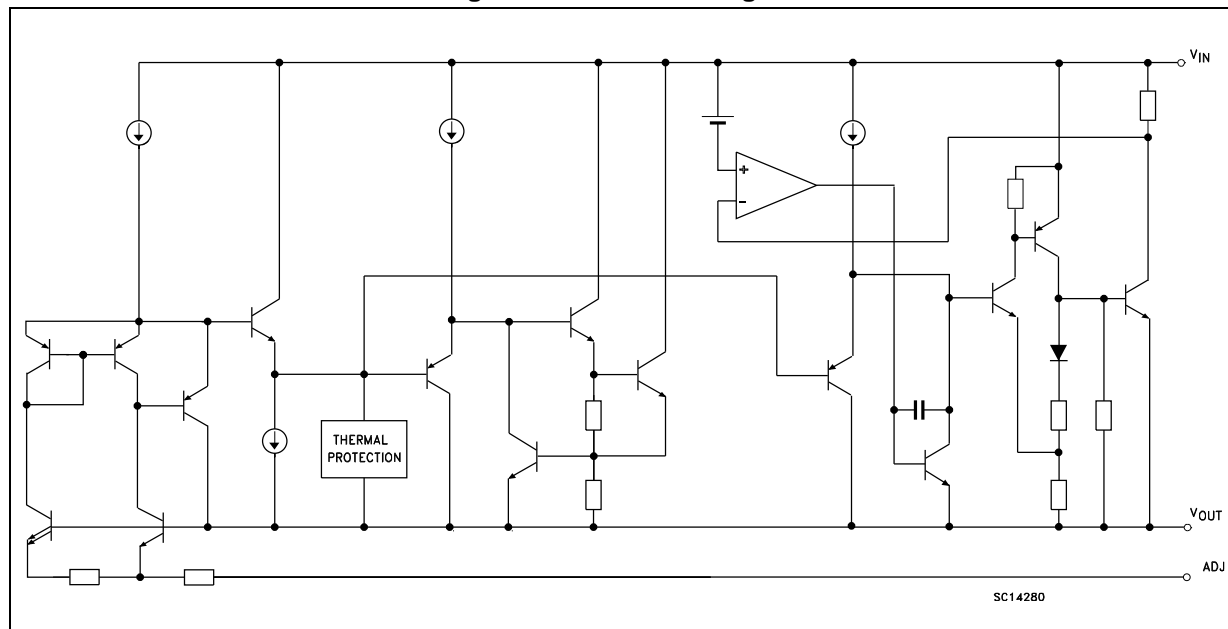 VIN
+
-
THERMAL
PROTECTION
VOUT
ADJ
SC14280